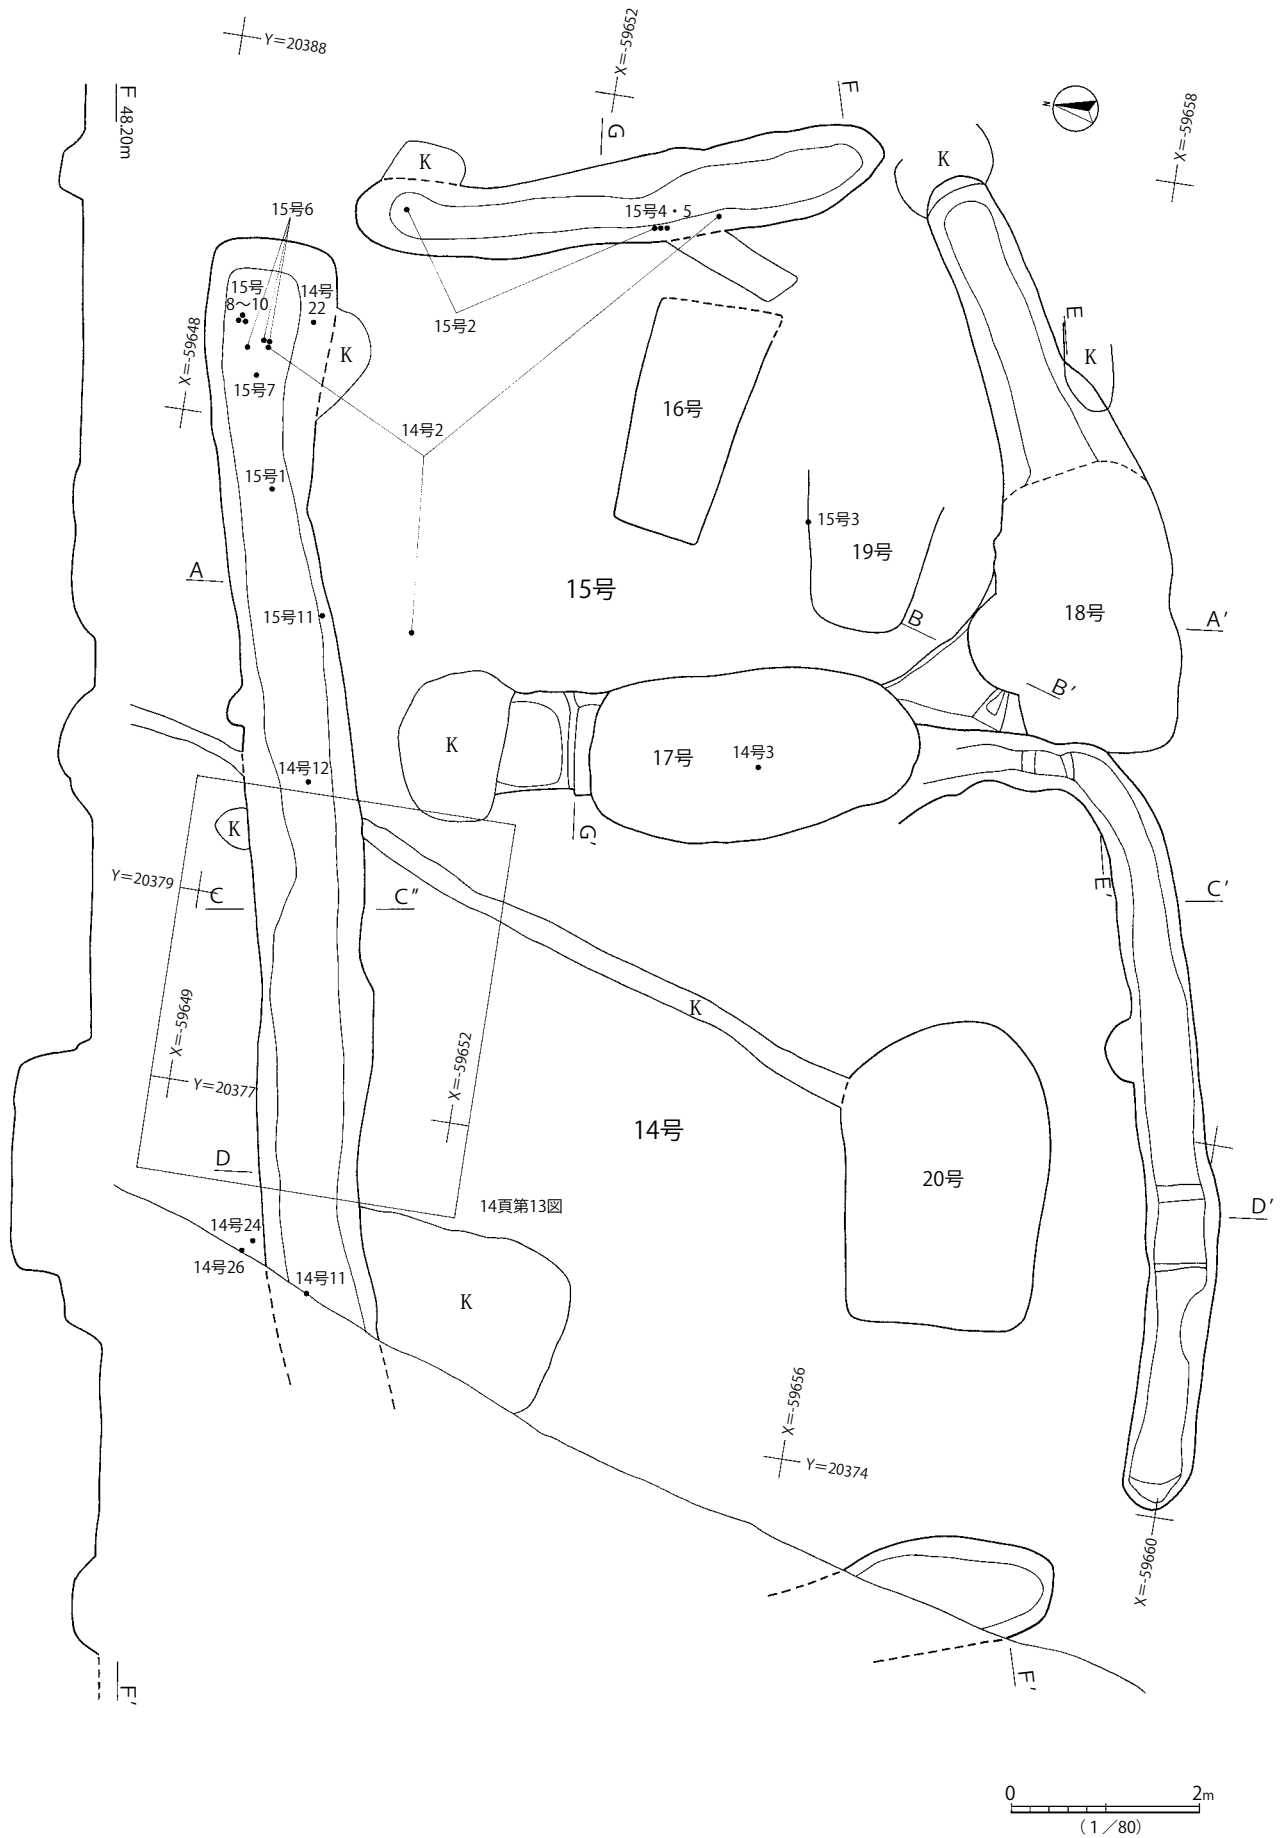 Y=20388
X=-59652
F
F 48.20m
G
X=-59658
N
K
K
15号6
15号4・5
15号
8～10
14号
22
15号2
E
X=-59648
K
K
15号7
16号
14号2
15号1
15号3
19号
A
15号
15号11
B
18号
A′
B′
K
17号
14号3
14号12
K
G′
Y=20379
C
C″
E′
C′
K
X=-59649
X=-59652
Y=20377
14号
D
20号
14頁第13図
D′
14号24
14号26
14号11
K
X=-59656
Y=20374
X=-59660
F′
F′
0
2m
（1／80）